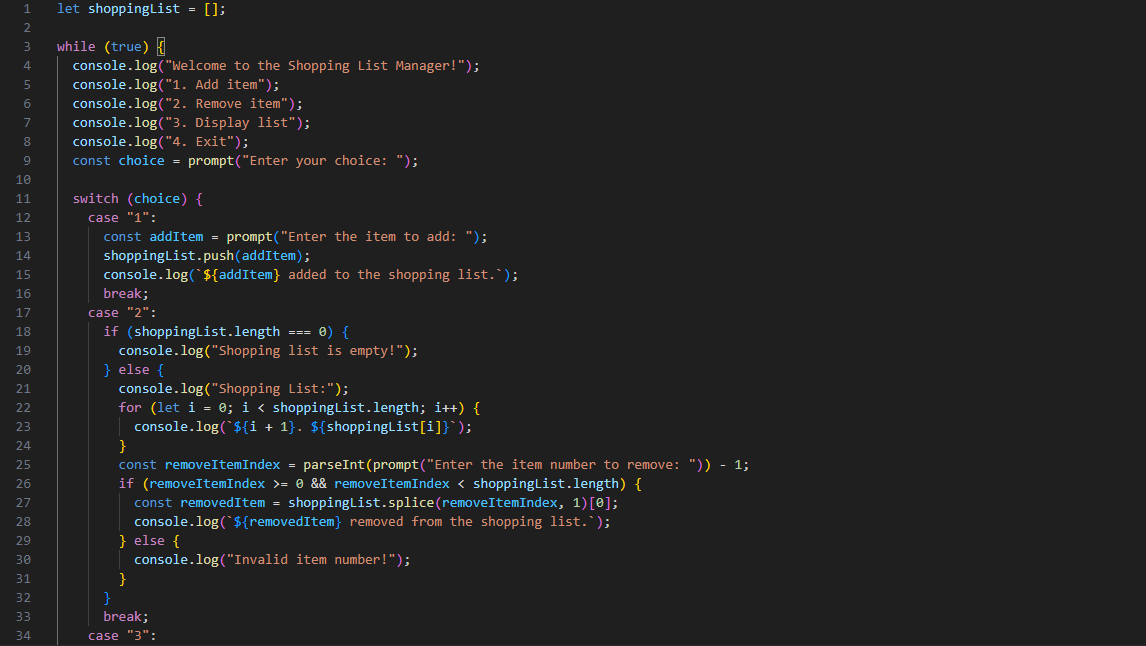 1 let shoppingList = [];
2
3 while (true) {
4   console.log("Welcome to the Shopping List Manager!");
5   console.log("1. Add item");
6   console.log("2. Remove item");
7   console.log("3. Display list");
8   console.log("4. Exit");
9   const choice = prompt("Enter your choice: ");
10
11   switch (choice) {
12     case "1":
13       const addItem = prompt("Enter the item to add: ");
14       shoppingList.push(addItem);
15       console.log(`${addItem} added to the shopping list.`);
16       break;
17     case "2":
18       if (shoppingList.length === 0) {
19         console.log("Shopping list is empty!");
20       } else {
21         console.log("Shopping List:");
22         for (let i = 0; i < shoppingList.length; i++) {
23           console.log(`${i + 1}. ${shoppingList[i]}`);
24         }
25         const removeItemIndex = parseInt(prompt("Enter the item number to remove: ")) - 1;
26         if (removeItemIndex >= 0 && removeItemIndex < shoppingList.length) {
27           const removedItem = shoppingList.splice(removeItemIndex, 1)[0];
28           console.log(`${removedItem} removed from the shopping list.`);
29         } else {
30           console.log("Invalid item number!");
31         }
32       }
33       break;
34     case "3":